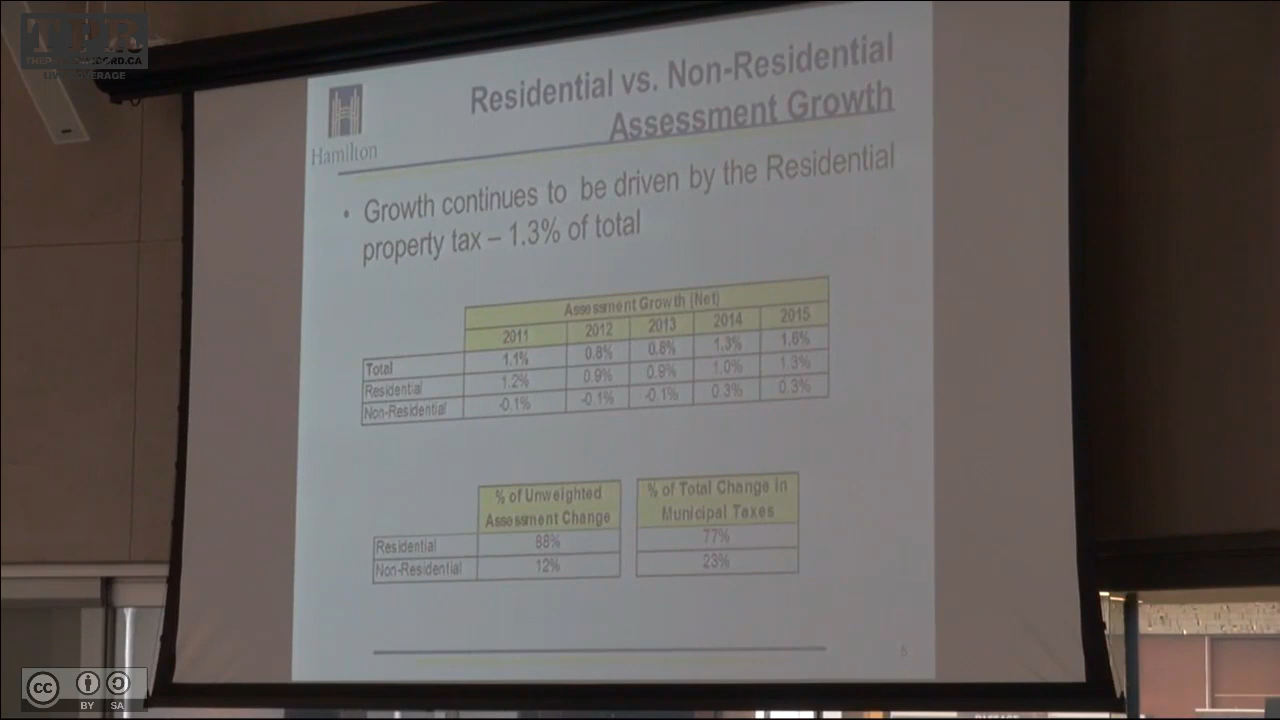 TPR
LIVE COVERAGE
Hamilton
Residential vs. Non-Residential
Assessment Growth
• Growth continues to be driven by the Residential
property tax – 1.3% of total
Assessment Growth (Net)
2011 2012 2013 2014 2015
Total 1.1% 0.8% 0.8% 1.3% 1.6%
Residential 1.2% 0.9% 0.9% 1.0% 1.3%
Non-Residential -0.1% -0.1% -0.1% 0.3% 0.3%
% of Unweighted
Assessment Change
% of Total Change in
Municipal Taxes
Residential 88% 77%
Non-Residential 12% 23%
5
cc
BY SA